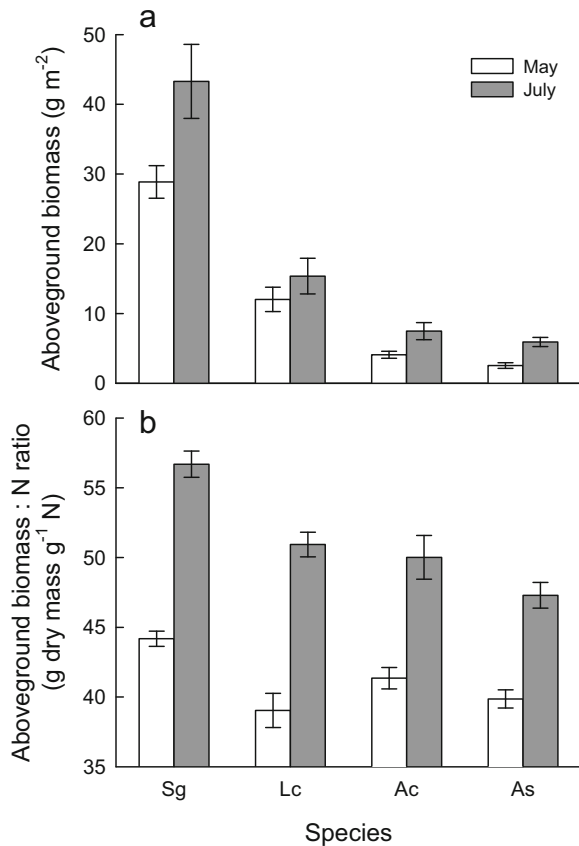 a
50
40
30
20
10
0
Aboveground biomass (g m⁻²)
May
July
b
60
55
50
45
40
35
Aboveground biomass : N ratio
(g dry mass g⁻¹ N)
Sg Lc Ac As
Species